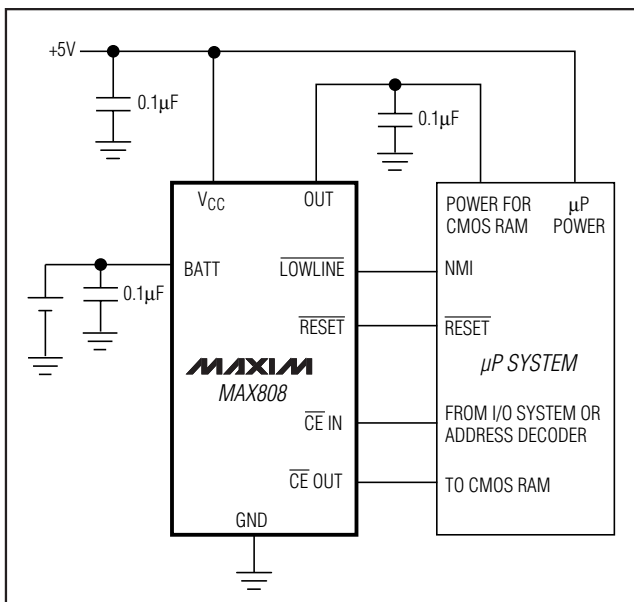 +5V
0.1µF
0.1µF
VCC
OUT
POWER FOR
CMOS RAM
µP
POWER
BATT
LOWLINE
NMI
0.1µF
RESET
RESET
MAXIM
MAX808
µP SYSTEM
CE IN
FROM I/O SYSTEM OR
ADDRESS DECODER
CE OUT
TO CMOS RAM
GND